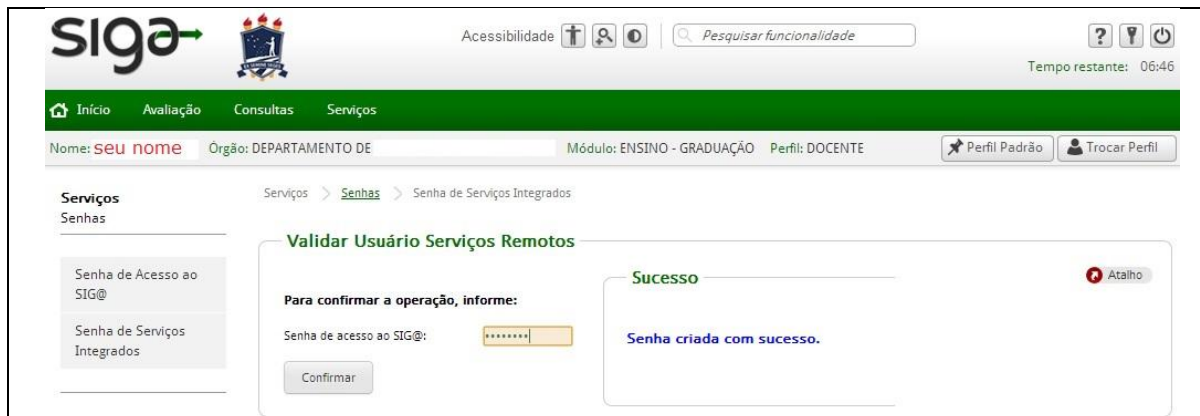 SIG@
Acessibilidade
Pesquisar funcionalidade
?
Tempo restante: 06:46
Início Avaliação Consultas Serviços
Nome: seu nome Órgão: DEPARTAMENTO DE Módulo: ENSINO - GRADUAÇÃO Perfil: DOCENTE Perfil Padrão Trocar Perfil
Serviços
Senhas
Senha de Acesso ao
SIG@
Senha de Serviços
Integrados
Serviços > Senhas > Senha de Serviços Integrados
Validar Usuário Serviços Remotos
Para confirmar a operação, informe:
Senha de acesso ao SIG@: ••••••••
Confirmar
Sucesso
Senha criada com sucesso.
Atalho